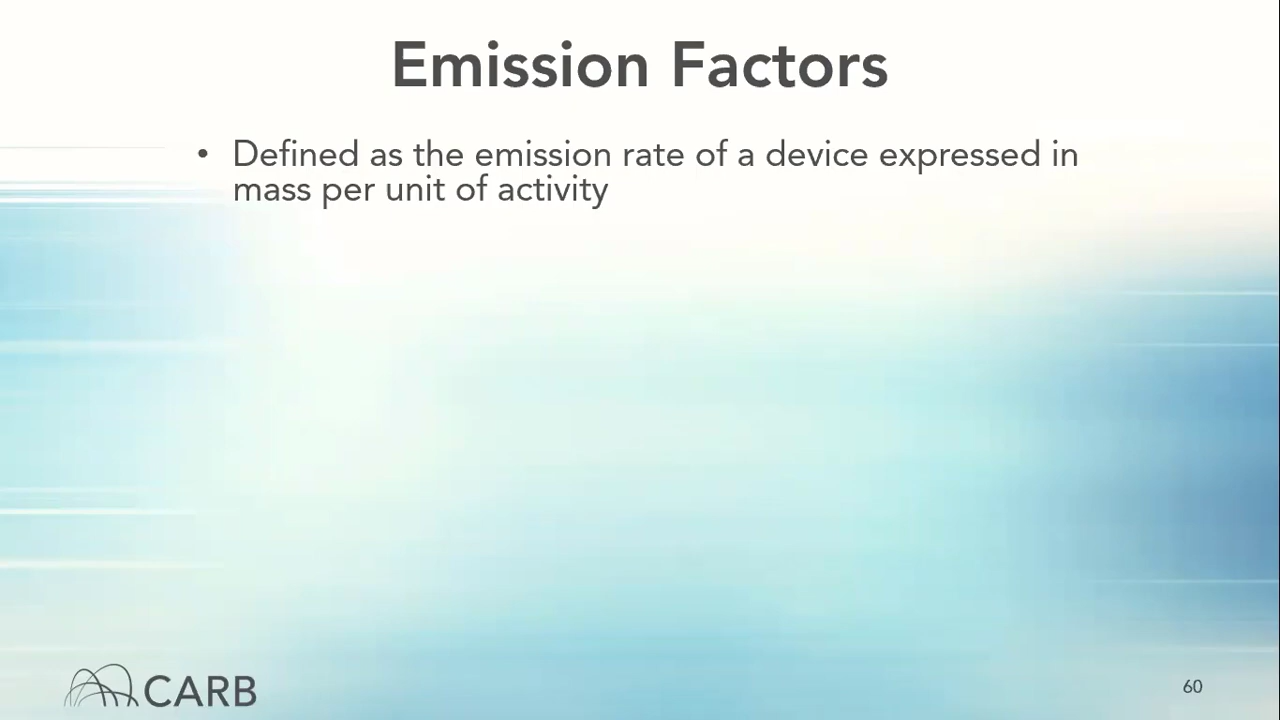 Emission Factors
• Defined as the emission rate of a device expressed in
mass per unit of activity
CARB
60